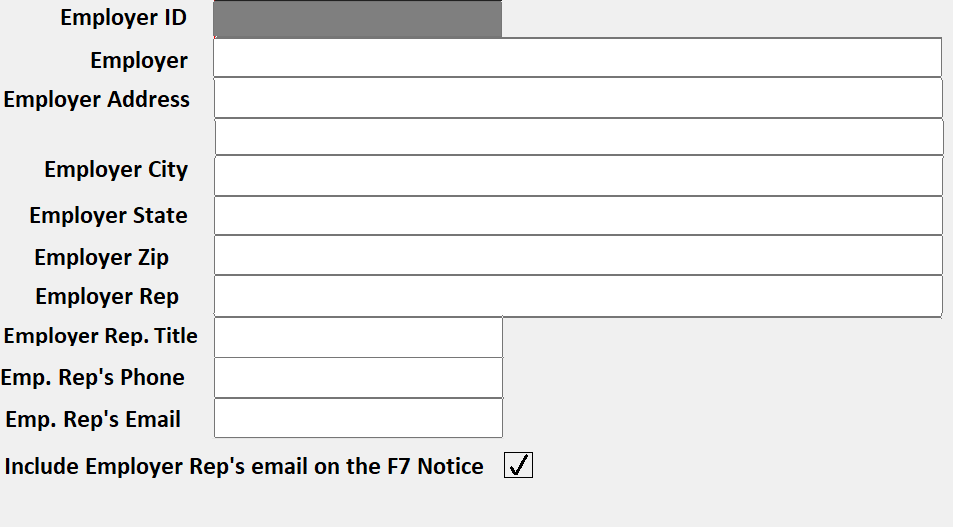 Employer ID
Employer
Employer Address
Employer City
Employer State
Employer Zip
Employer Rep
Employer Rep. Title
Emp. Rep's Phone
Emp. Rep's Email
Include Employer Rep's email on the F7 Notice